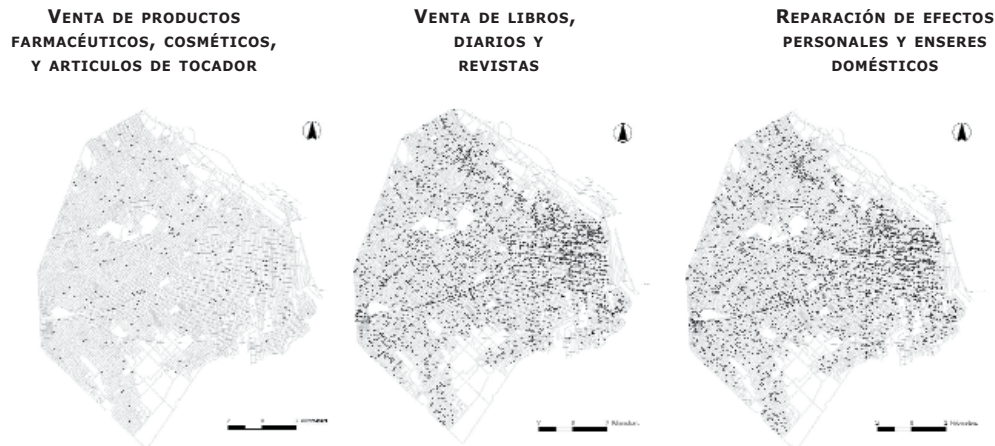 VENTA DE PRODUCTOS
FARMACÉUTICOS, COSMÉTICOS,
Y ARTICULOS DE TOCADOR
VENTA DE LIBROS,
DIARIOS Y
REVISTAS
REPARACIÓN DE EFECTOS
PERSONALES Y ENSERES
DOMÉSTICOS